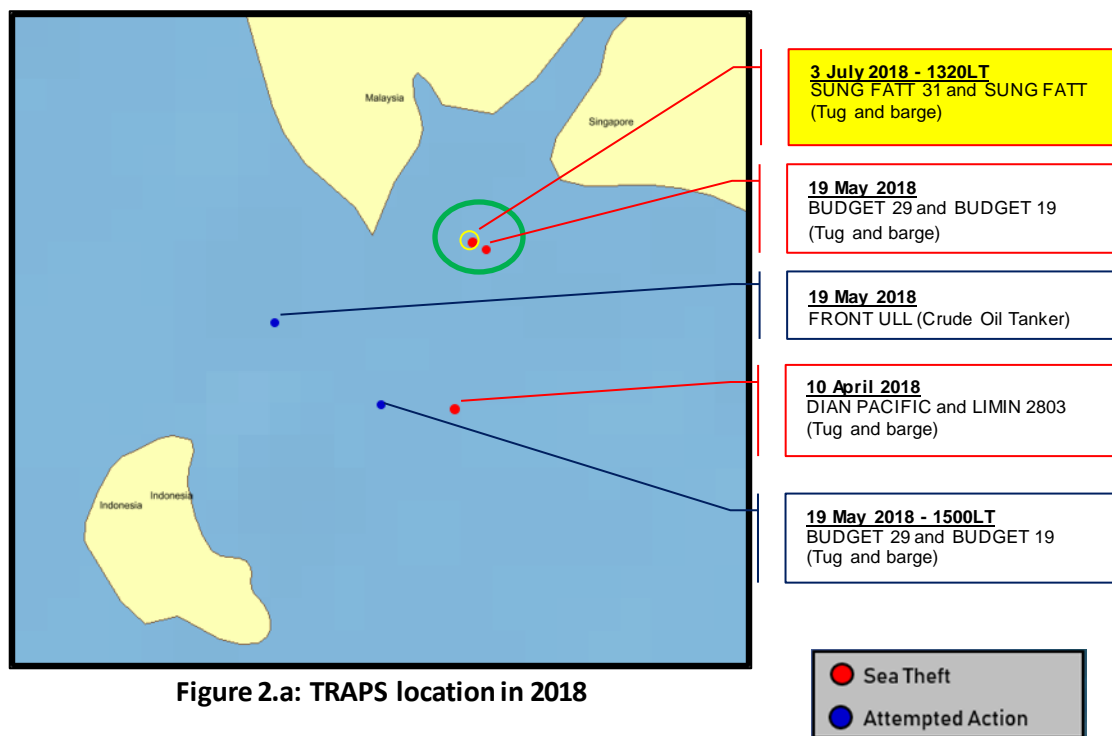 Malaysia
Singapore
Indonesia
Indonesia
3 July 2018 - 1320LT
SUNG FATT 31 and SUNG FATT
(Tug and barge)
19 May 2018
BUDGET 29 and BUDGET 19
(Tug and barge)
19 May 2018
FRONT ULL (Crude Oil Tanker)
10 April 2018
DIAN PACIFIC and LIMIN 2803
(Tug and barge)
19 May 2018 - 1500LT
BUDGET 29 and BUDGET 19
(Tug and barge)
Figure 2.a: TRAPS location in 2018
Sea Theft
Attempted Action